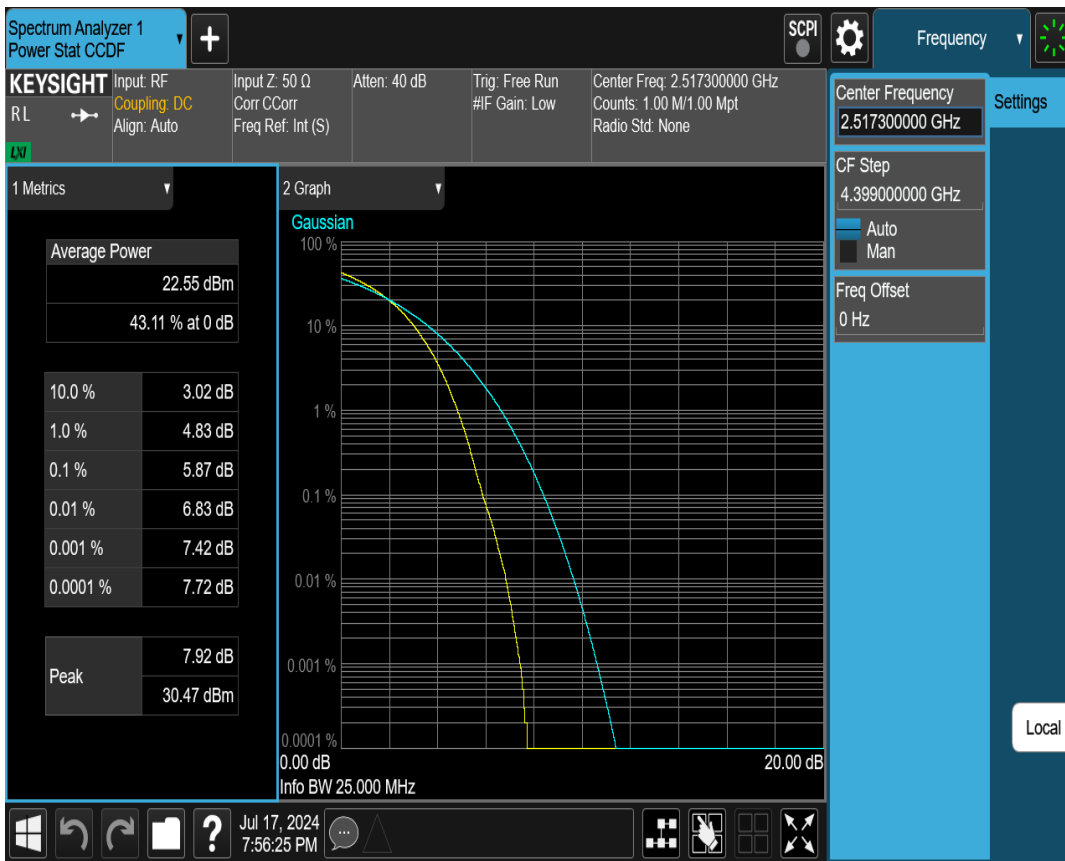 Spectrum Analyzer 1
Power Stat CCDF
+
SCPI
Frequency
KEYSIGHT
RL
LXI
Input: RF
Coupling: DC
Align: Auto
Input Z: 50 Ω
Corr CCorr
Freq Ref: Int (S)
Atten: 40 dB
Trig: Free Run
#IF Gain: Low
Center Freq: 2.517300000 GHz
Counts: 1.00 M/1.00 Mpt
Radio Std: None
Center Frequency
2.517300000 GHz
Settings
CF Step
4.399000000 GHz
Auto
Man
Freq Offset
0 Hz
1 Metrics
Average Power
22.55 dBm
43.11 % at 0 dB
10.0 % 3.02 dB
1.0 % 4.83 dB
0.1 % 5.87 dB
0.01 % 6.83 dB
0.001 % 7.42 dB
0.0001 % 7.72 dB
Peak
7.92 dB
30.47 dBm
2 Graph
Gaussian
100 %
10 %
1 %
0.1 %
0.01 %
0.001 %
0.0001 %
0.00 dB 20.00 dB
Info BW 25.000 MHz
Local
?
Jul 17, 2024
7:56:25 PM